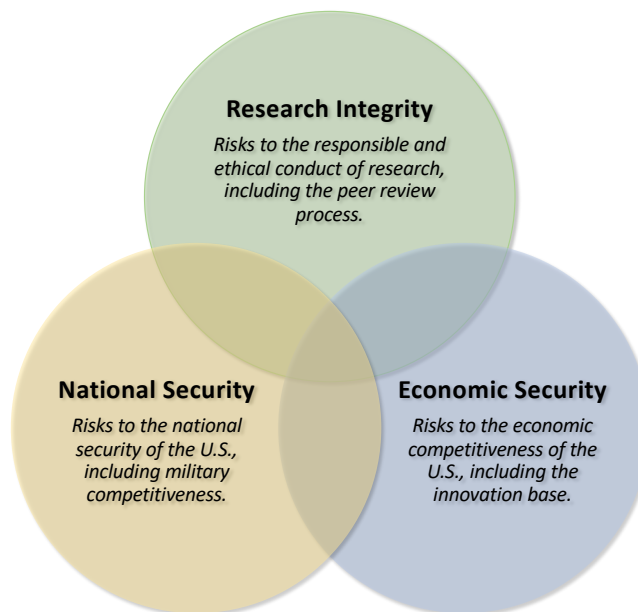 Research Integrity
Risks to the responsible and
ethical conduct of research,
including the peer review
process.
National Security
Risks to the national
security of the U.S.,
including military
competitiveness.
Economic Security
Risks to the economic
competitiveness of the
U.S., including the
innovation base.